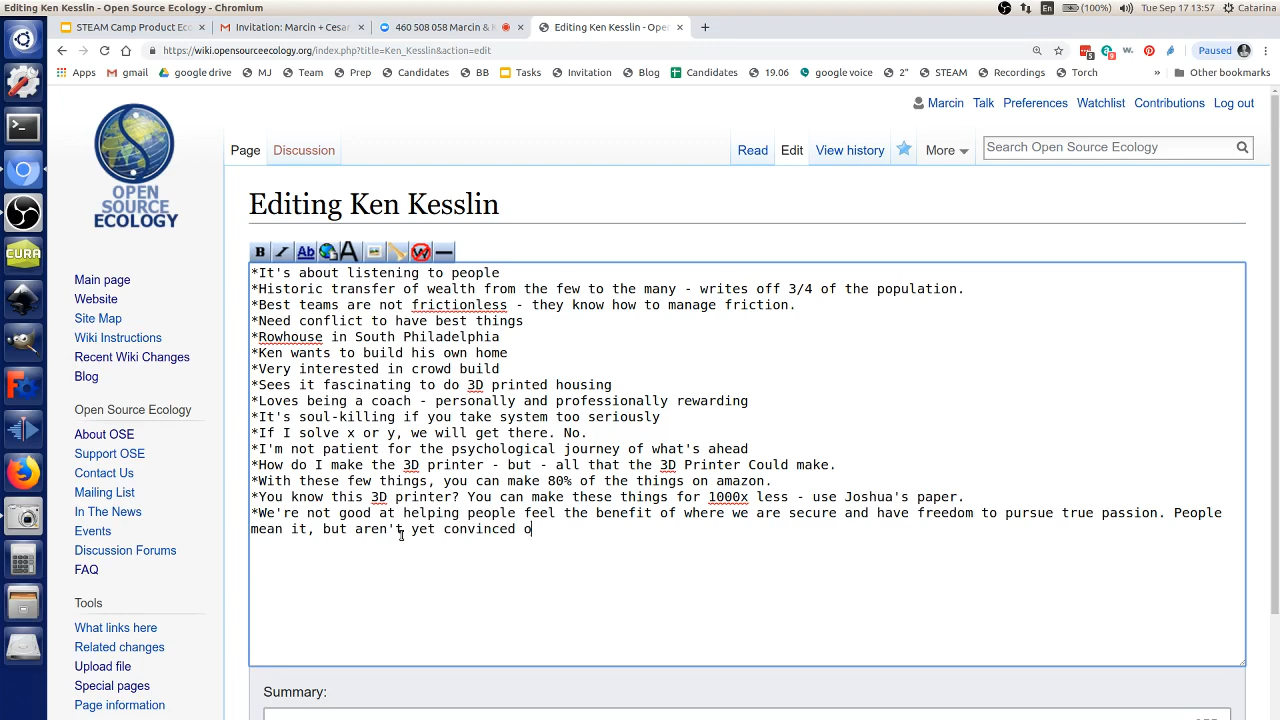 Editing Ken Kesslin - Open Source Ecology - Chromium
En (100%) Tue Sep 17 13:57 Catarina
STEAM Camp Product Eco
Invitation: Marcin + Cesar
460 508 058 Marcin &
Editing Ken Kesslin - Open
https://wiki.opensourceecology.org/index.php?title=Ken_Kesslin&action=edit
Paused
Apps gmail google drive MJ Team Prep Candidates BB Tasks Invitation Blog Candidates 19.06 google voice 2" STEAM Recordings Torch » Other bookmarks
Marcin Talk Preferences Watchlist Contributions Log out
Page Discussion Read Edit View history More Search Open Source Ecology
OPEN
SOURCE
ECOLOGY
CURA
Editing Ken Kesslin
B I Ab A W
*It's about listening to people
*Historic transfer of wealth from the few to the many - writes off 3/4 of the population.
*Best teams are not frictionless - they know how to manage friction.
*Need conflict to have best things
*Rowhouse in South Philadelphia
*Ken wants to build his own home
*Very interested in crowd build
*Sees it fascinating to do 3D printed housing
*Loves being a coach - personally and professionally rewarding
*It's soul-killing if you take system too seriously
*If I solve x or y, we will get there. No.
*I'm not patient for the psychological journey of what's ahead
*How do I make the 3D printer - but - all that the 3D Printer Could make.
*With these few things, you can make 80% of the things on amazon.
*You know this 3D printer? You can make these things for 1000x less - use Joshua's paper.
*We're not good at helping people feel the benefit of where we are secure and have freedom to pursue true passion. People
mean it, but aren't yet convinced o
Summary:
Main page
Website
Site Map
Wiki Instructions
Recent Wiki Changes
Blog
Open Source Ecology
About OSE
Support OSE
Contact Us
Mailing List
In The News
Events
Discussion Forums
FAQ
Tools
What links here
Related changes
Upload file
Special pages
Page information